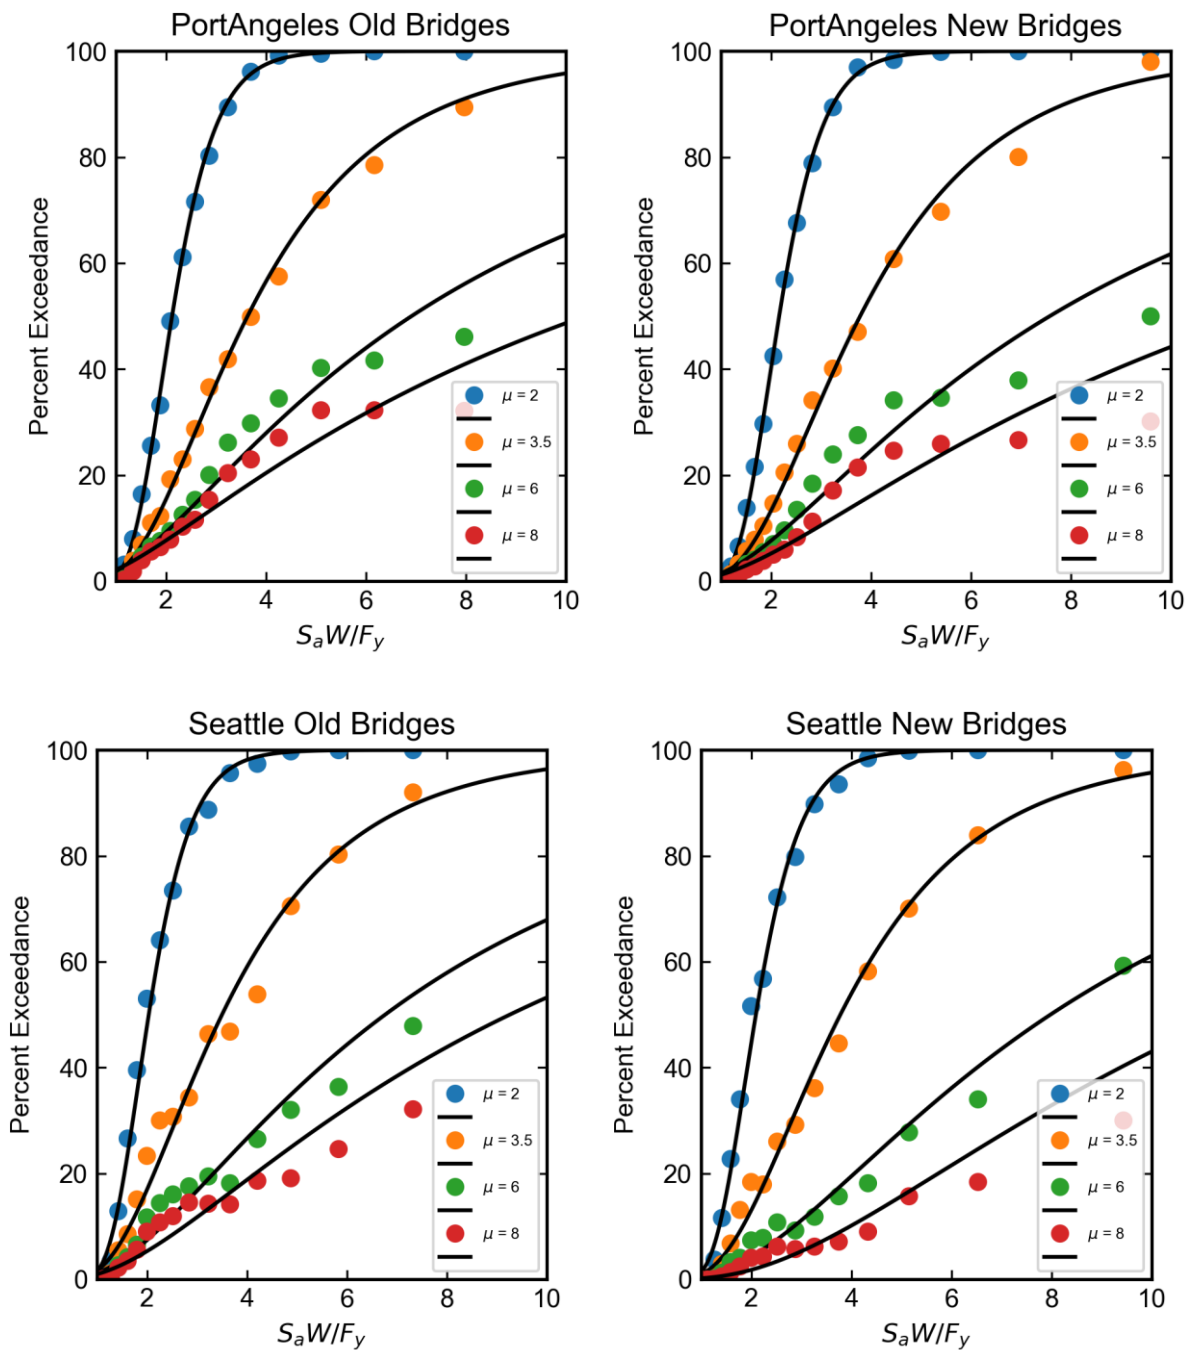 PortAngeles Old Bridges
100
80
60
40
20
0
Percent Exceedance
2 4 6 8 10
SaW/Fy
μ = 2
μ = 3.5
μ = 6
μ = 8
PortAngeles New Bridges
100
80
60
40
20
0
Percent Exceedance
2 4 6 8 10
SaW/Fy
μ = 2
μ = 3.5
μ = 6
μ = 8
Seattle Old Bridges
100
80
60
40
20
0
Percent Exceedance
2 4 6 8 10
SaW/Fy
μ = 2
μ = 3.5
μ = 6
μ = 8
Seattle New Bridges
100
80
60
40
20
0
Percent Exceedance
2 4 6 8 10
SaW/Fy
μ = 2
μ = 3.5
μ = 6
μ = 8